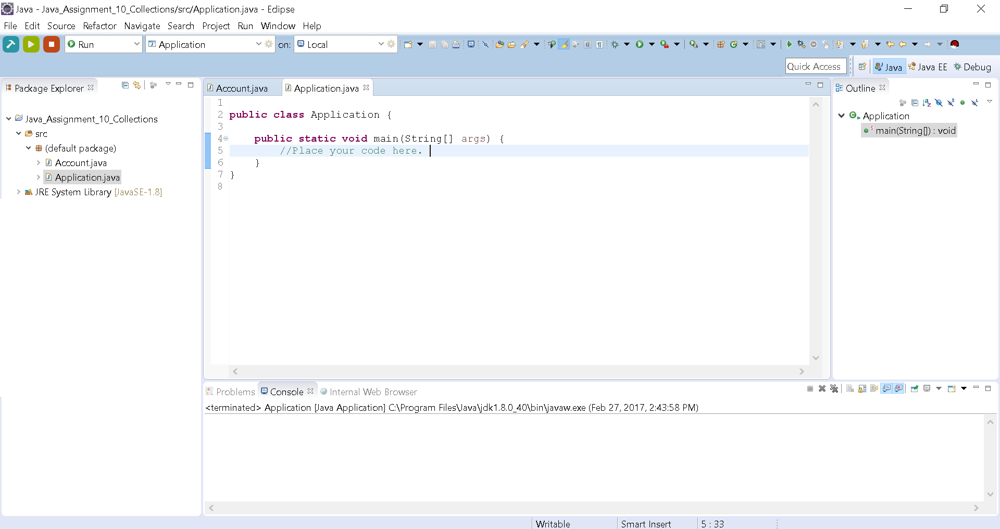 Java - Java_Assignment_10_Collections/src/Application.java - Eclipse
File Edit Source Refactor Navigate Search Project Run Window Help
Run Application on: Local
Quick Access Java Java EE Debug
Package Explorer
Java_Assignment_10_Collections
src
(default package)
Account.java
Application.java
JRE System Library [JavaSE-1.8]
Account.java Application.java
1
2 public class Application {
3
4 public static void main(String[] args) {
5 //Place your code here.
6 }
7 }
8
Outline
Application
main(String[]) : void
Problems Console Internal Web Browser
<terminated> Application [Java Application] C:\Program Files\Java\jdk1.8.0_40\bin\javaw.exe (Feb 27, 2017, 2:43:58 PM)
Writable Smart Insert 5 : 33